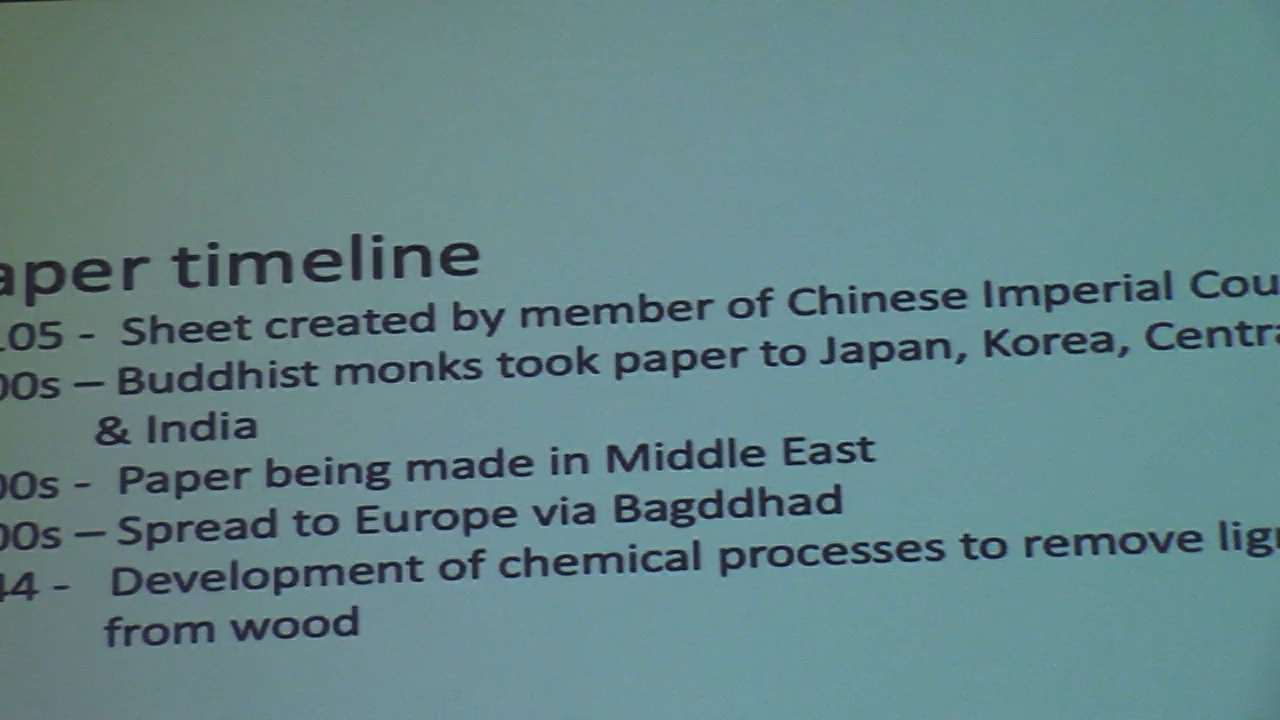 aper timeline
105 - Sheet created by member of Chinese Imperial Cou
00s – Buddhist monks took paper to Japan, Korea, Centra
& India
00s - Paper being made in Middle East
00s – Spread to Europe via Bagddhad
44 - Development of chemical processes to remove lig
from wood